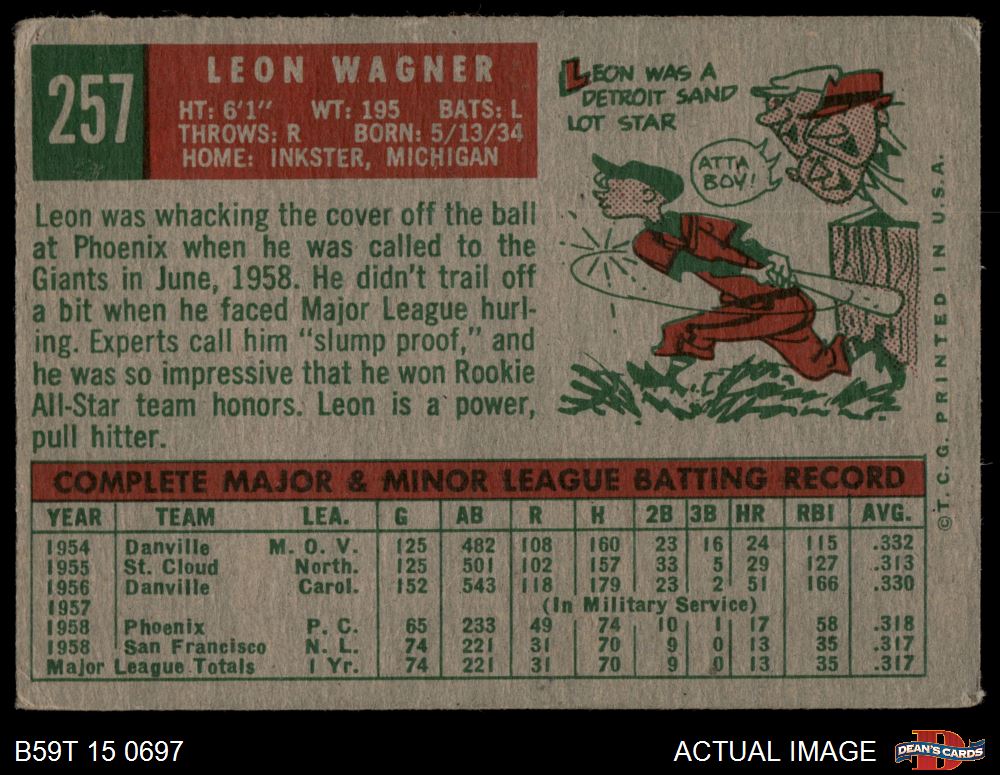 257
LEON WAGNER
HT: 6'1" WT: 195 BATS: L
THROWS: R BORN: 5/13/34
HOME: INKSTER, MICHIGAN
LEON WAS A
DETROIT SAND
LOT STAR
ATTA
BOY!
Leon was whacking the cover off the ball
at Phoenix when he was called to the
Giants in June, 1958. He didn't trail off
a bit when he faced Major League hurl-
ing. Experts call him "slump proof," and
he was so impressive that he won Rookie
All-Star team honors. Leon is a power,
pull hitter.
©T. C. G. PRINTED IN U.S.A.
COMPLETE MAJOR & MINOR LEAGUE BATTING RECORD
YEAR TEAM LEA. G AB R H 2B 3B HR RBI AVG.
1954 Danville M. O. V. 125 482 108 160 23 16 24 115 .332
1955 St. Cloud North. 125 501 102 157 33 5 29 127 .313
1956 Danville Carol. 152 543 118 179 23 2 51 166 .330
1957 (In Military Service)
1958 Phoenix P. C. 65 233 49 74 10 1 17 58 .318
1958 San Francisco N. L. 74 221 31 70 9 0 13 35 .317
Major League Totals 1 Yr. 74 221 31 70 9 0 13 35 .317
B59T 15 0697
ACTUAL IMAGE
DEAN'S CARDS